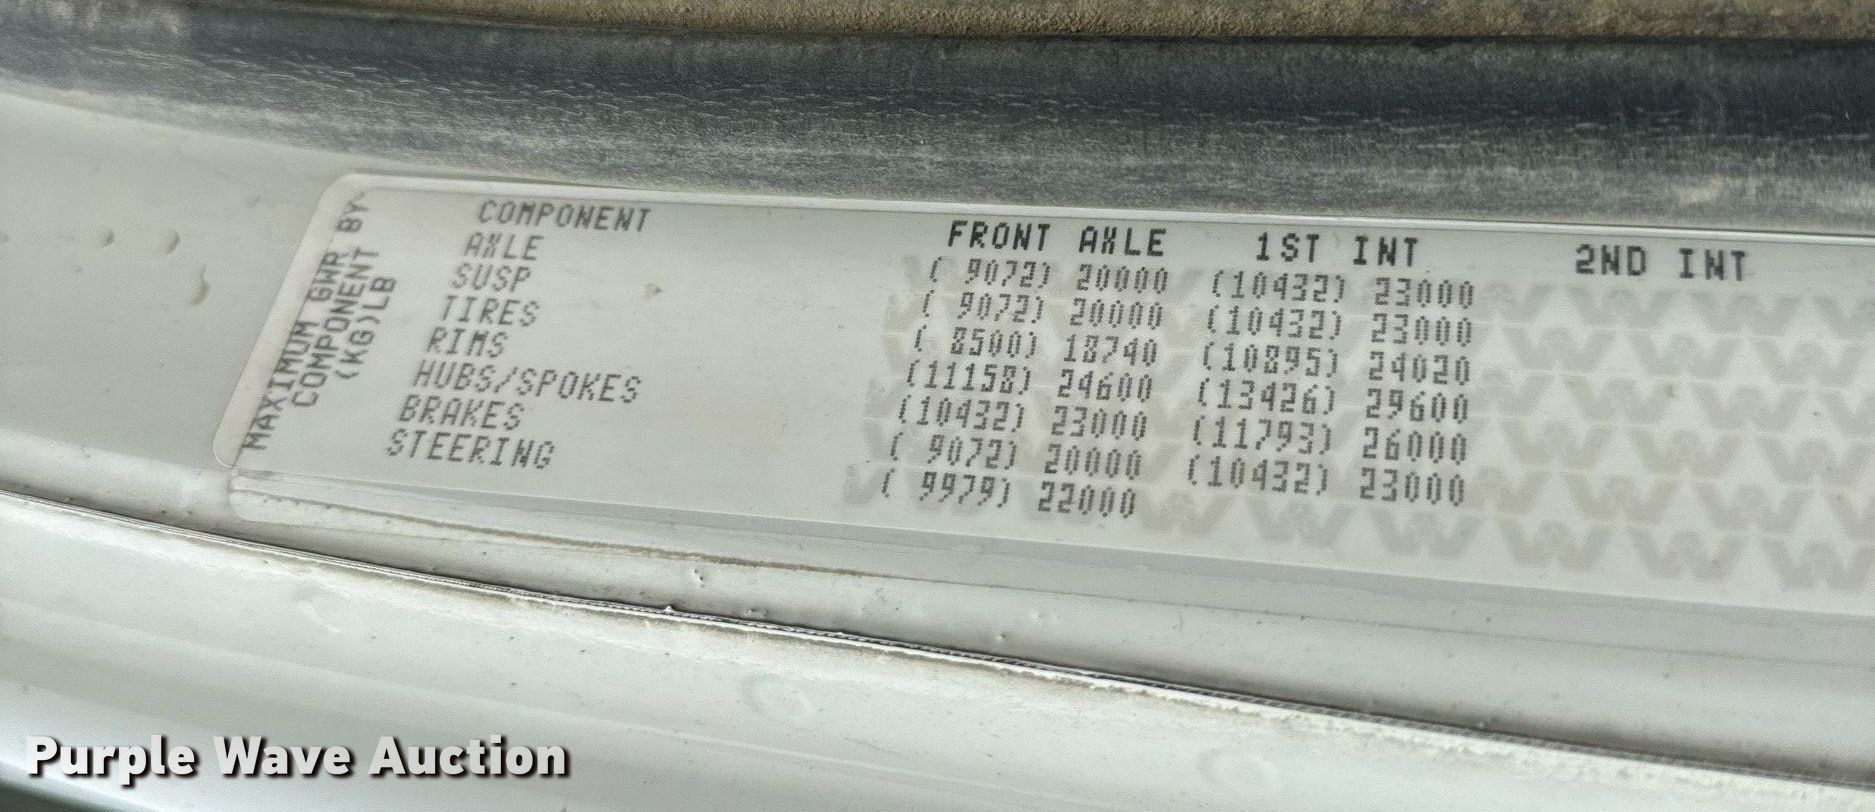 MAXIMUM GWR BY
COMPONENT
(KG)LB
COMPONENT FRONT AXLE 1ST INT 2ND INT
AXLE ( 9072) 20000 (10432) 23000
SUSP ( 9072) 20000 (10432) 23000
TIRES ( 8500) 18740 (10895) 24020
RIMS (11158) 24600 (13426) 29600
HUBS/SPOKES (10432) 23000 (11793) 26000
BRAKES ( 9072) 20000 (10432) 23000
STEERING ( 9979) 22000
Purple Wave Auction